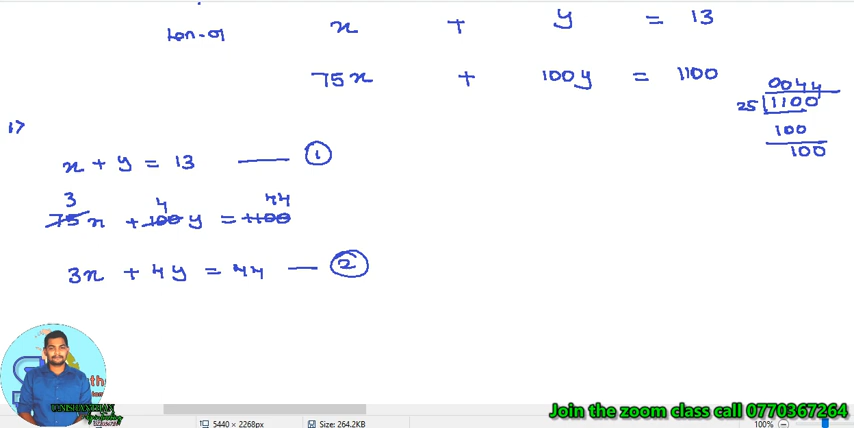 x + y = 13
75x + 100y = 1100
0044
25 1100
100
100
i>
x + y = 13 —— 1
3 4 44
75x + 100y = 1100
3x + 4y = 44 — 2
Join the zoom class call 0770367264
5440 × 2268px Size: 264.2KB 100%